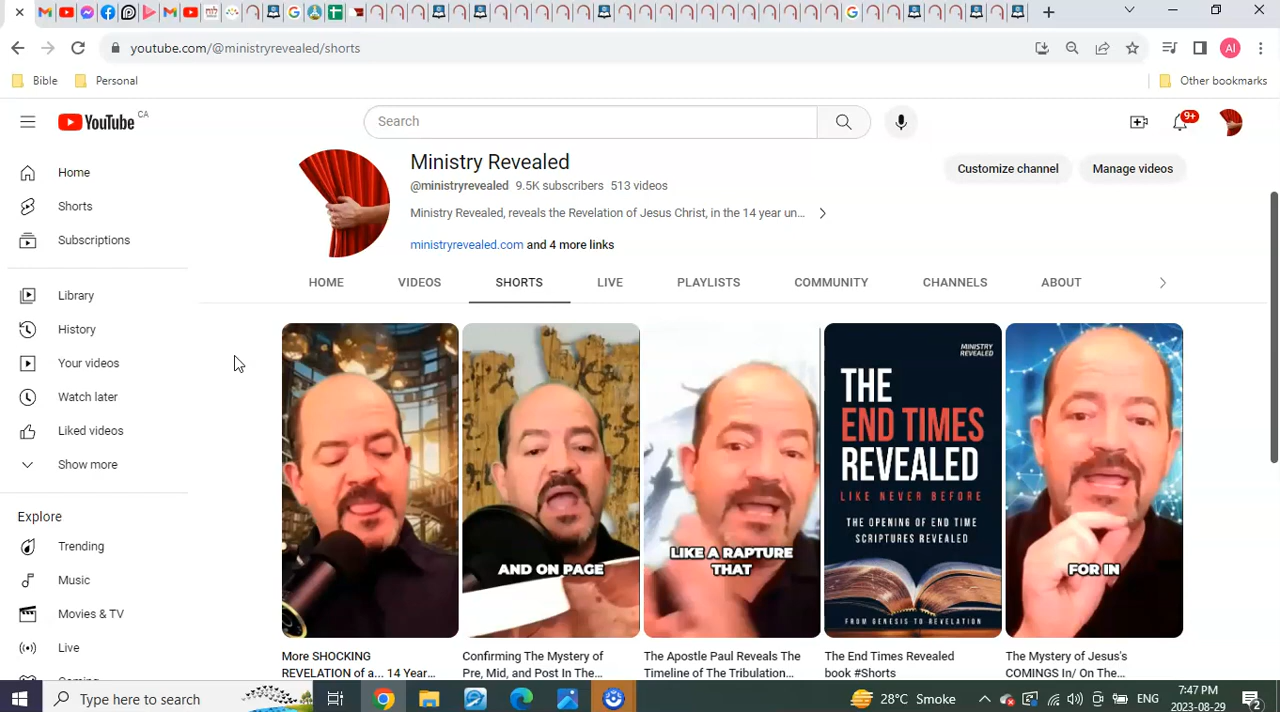 youtube.com/@ministryrevealed/shorts
AI
Bible
Personal
Other bookmarks
YouTube CA
Search
9+
Home
Shorts
Subscriptions
Library
History
Your videos
Watch later
Liked videos
Show more
Explore
Trending
Music
Movies & TV
Live
Ministry Revealed
@ministryrevealed 9.5K subscribers 513 videos
Ministry Revealed, reveals the Revelation of Jesus Christ, in the 14 year un...
ministryrevealed.com and 4 more links
Customize channel
Manage videos
HOME
VIDEOS
SHORTS
LIVE
PLAYLISTS
COMMUNITY
CHANNELS
ABOUT
AND ON PAGE
LIKE A RAPTURE
THAT
MINISTRY
REVEALED
THE
END TIMES
REVEALED
LIKE NEVER BEFORE
THE OPENING OF END TIME
SCRIPTURES REVEALED
FROM GENESIS TO REVELATION
FOR IN
More SHOCKING
REVELATION of a... 14 Year...
Confirming The Mystery of
Pre, Mid, and Post In The...
The Apostle Paul Reveals The
Timeline of The Tribulation...
The End Times Revealed
book #Shorts
The Mystery of Jesus's
COMINGS In/ On The...
Type here to search
28°C Smoke
ENG
7:47 PM
2023-08-29
2